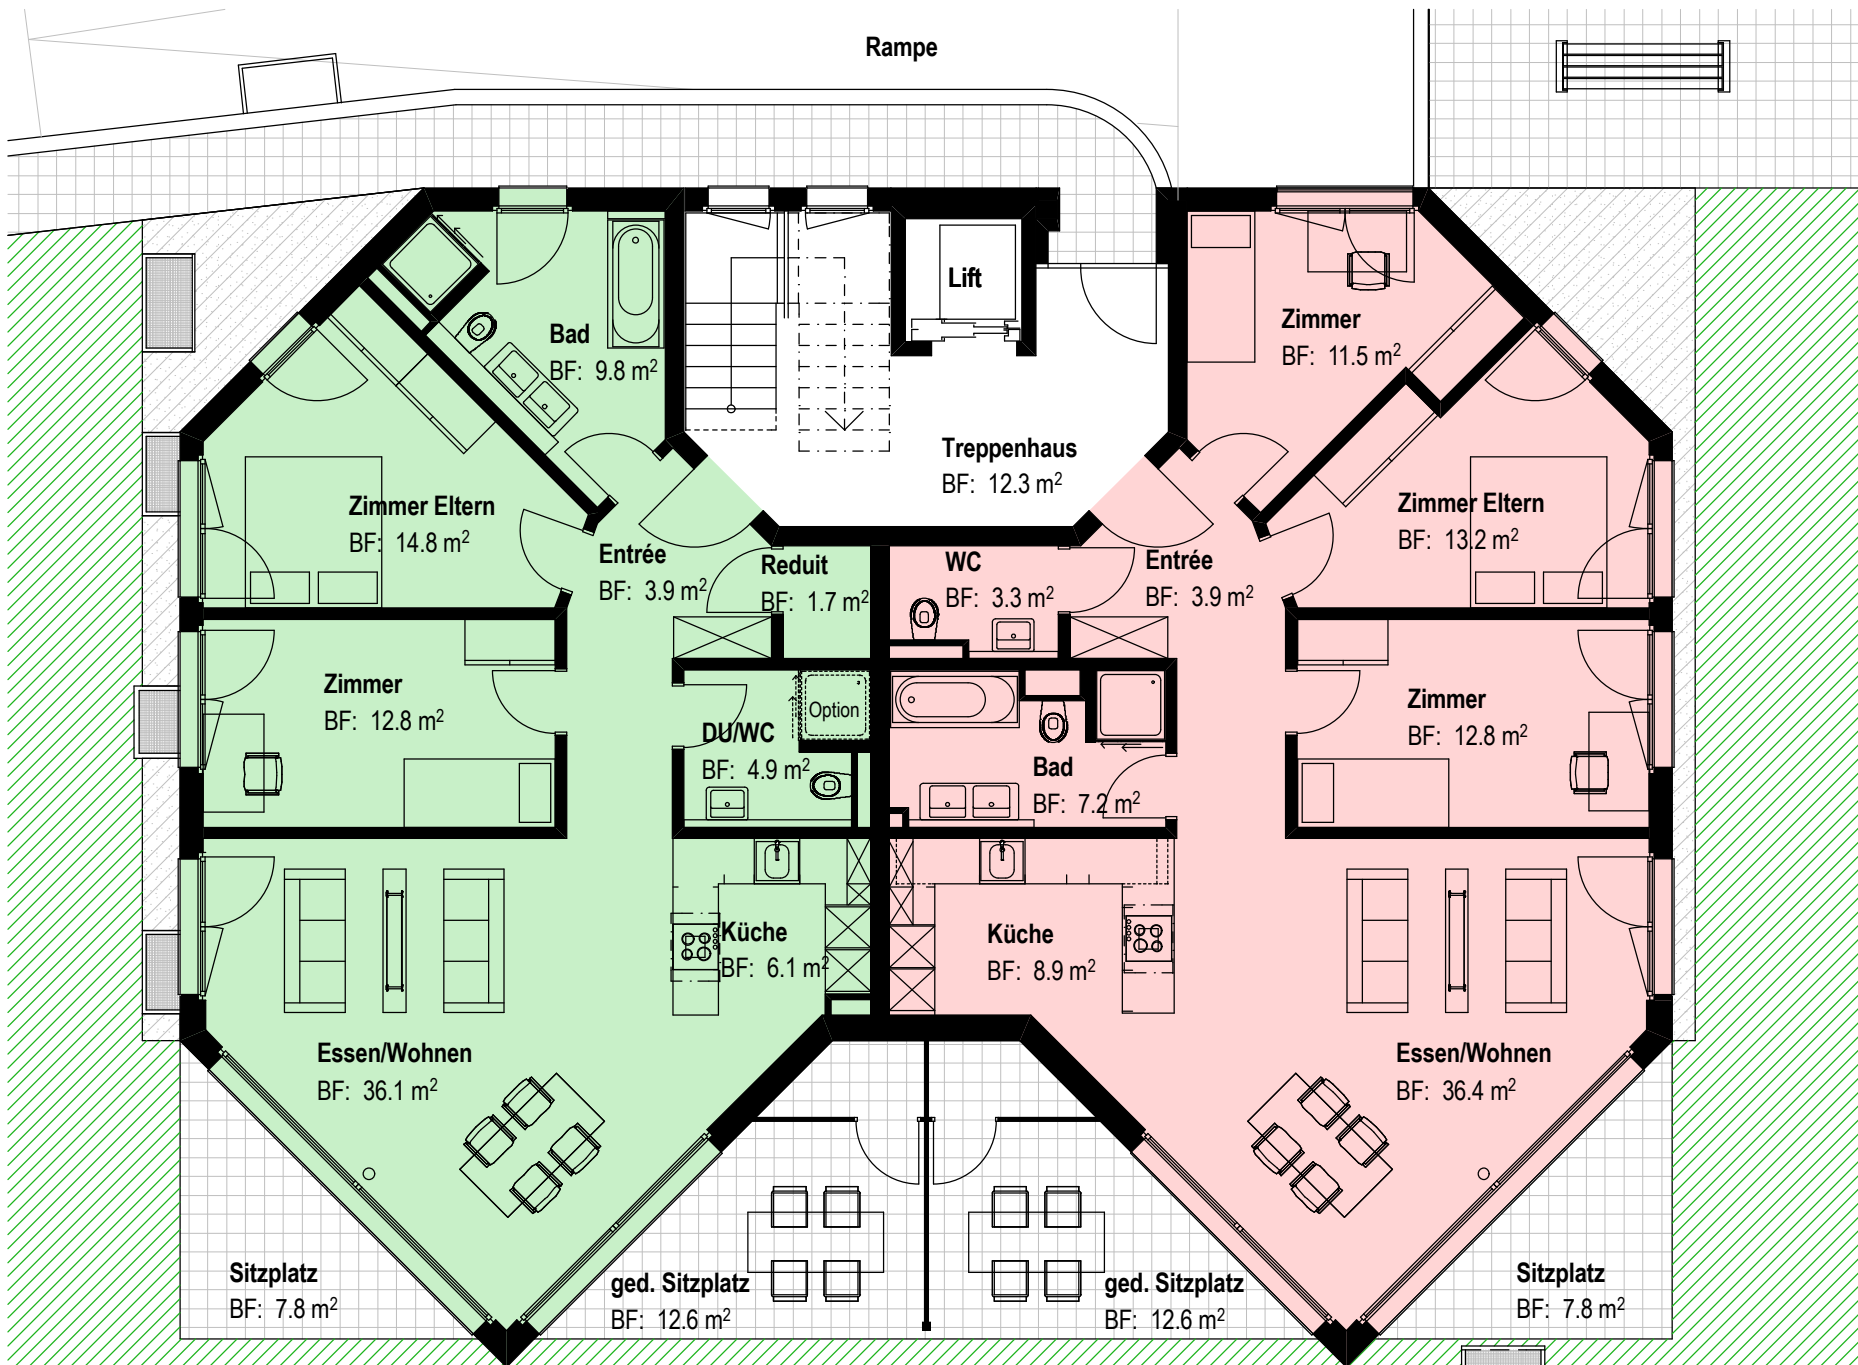 Rampe
Lift
Bad
BF: 9.8 m²
Zimmer
BF: 11.5 m²
Treppenhaus
BF: 12.3 m²
Zimmer Eltern
BF: 14.8 m²
Zimmer Eltern
BF: 13.2 m²
Entrée
BF: 3.9 m²
Reduit
BF: 1.7 m²
WC
BF: 3.3 m²
Entrée
BF: 3.9 m²
Zimmer
BF: 12.8 m²
Option
DU/WC
BF: 4.9 m²
Bad
BF: 7.2 m²
Zimmer
BF: 12.8 m²
Küche
BF: 6.1 m²
Küche
BF: 8.9 m²
Essen/Wohnen
BF: 36.1 m²
Essen/Wohnen
BF: 36.4 m²
Sitzplatz
BF: 7.8 m²
ged. Sitzplatz
BF: 12.6 m²
ged. Sitzplatz
BF: 12.6 m²
Sitzplatz
BF: 7.8 m²